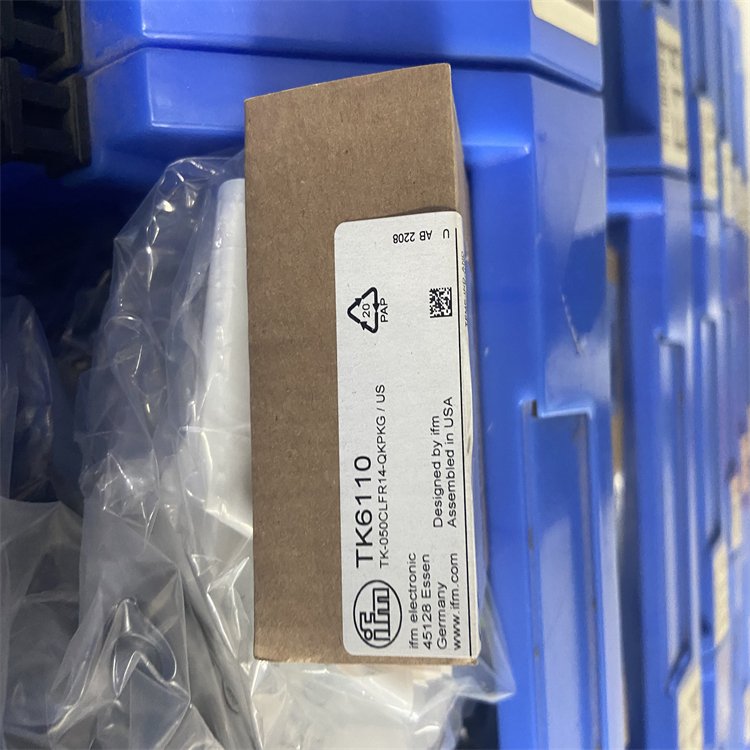 ifm
TK6110
TK-050CLFR14-QKPKG / US
20
PAP
ifm electronic
45128 Essen
Germany
www.ifm.com
Designed by ifm
Assembled in USA
U AB 2208